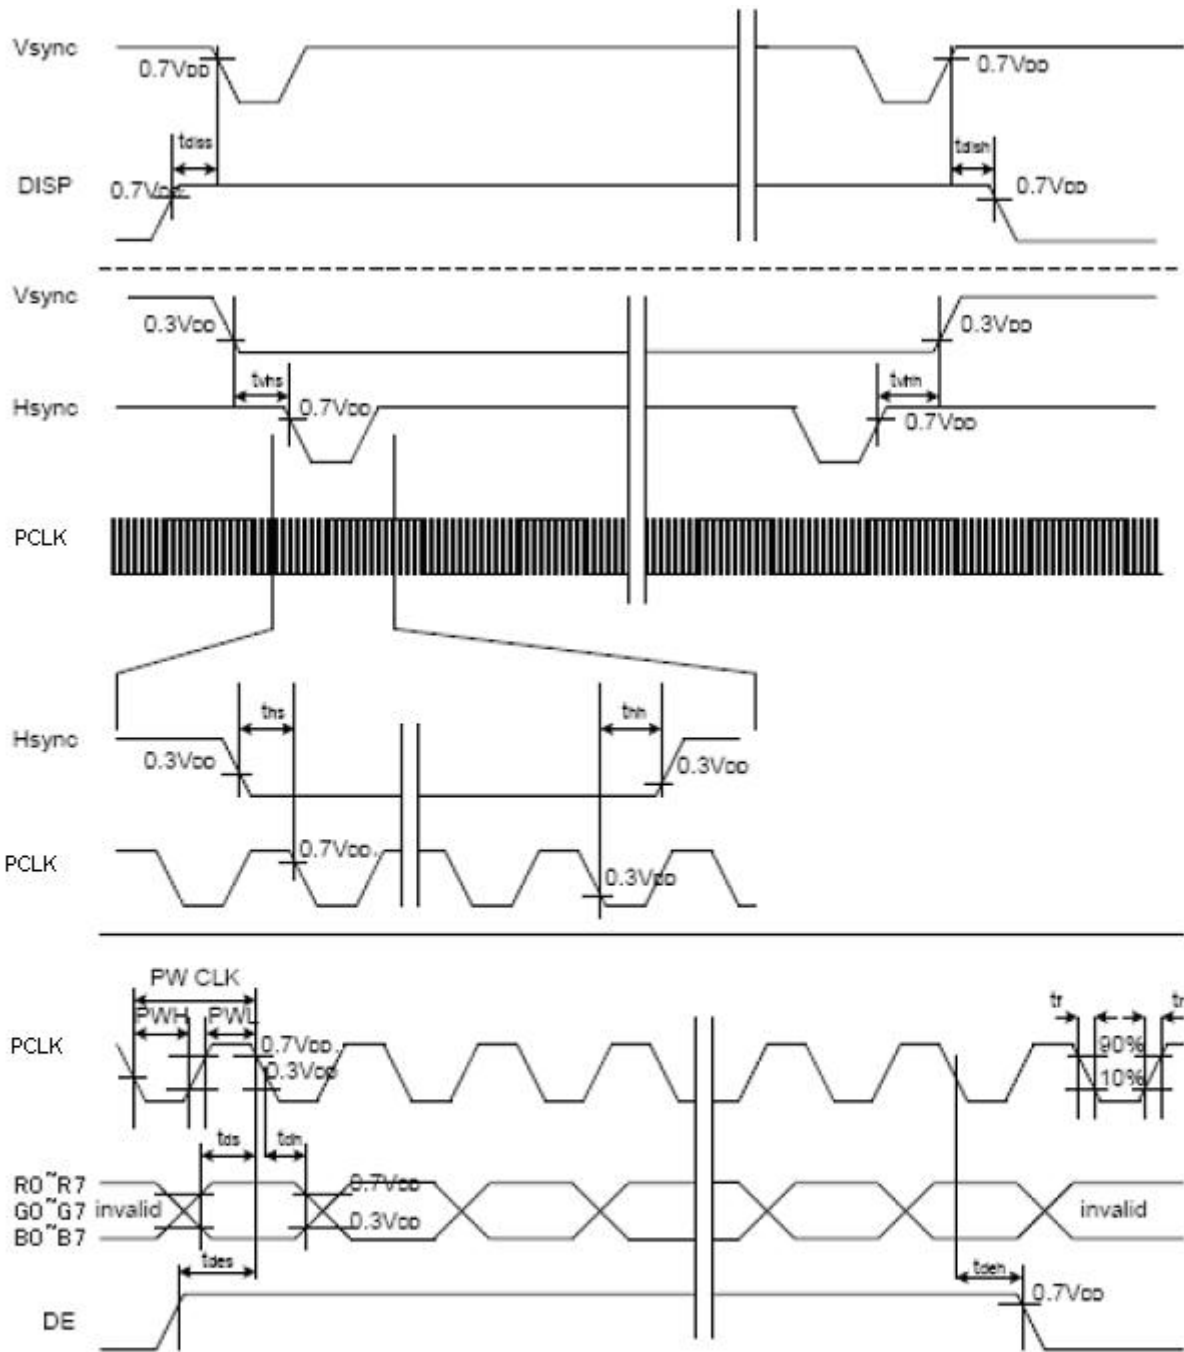 Vsync
0.7VDD
0.7VDD
tdiss
tdish
DISP
0.7VDD
0.7VDD
Vsync
0.3VDD
0.3VDD
tvhs
tvhh
Hsync
0.7VDD
0.7VDD
PCLK
ths
thh
Hsync
0.3VDD
0.3VDD
PCLK
0.7VDD.
0.3VDD
PW CLK
PWH
PWL
tf
tr
PCLK
0.7VDD.
90%
0.3VDD
10%
tds
tdh
R0~R7
0.7VDD
G0~G7
invalid
invalid
B0~B7
0.3VDD
tdes
tdeh
0.7VDD
DE